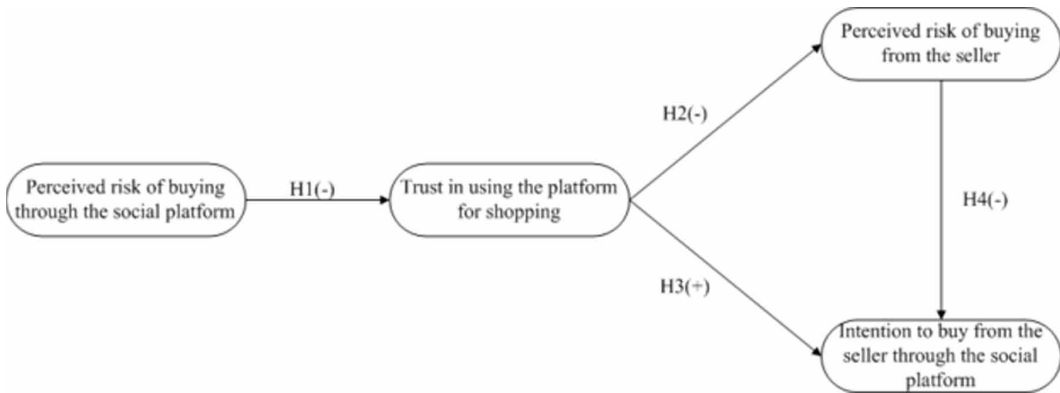 Perceived risk of buying
from the seller
H2(-)
Perceived risk of buying
through the social platform
H1(-)
Trust in using the platform
for shopping
H4(-)
H3(+)
Intention to buy from the
seller through the social
platform